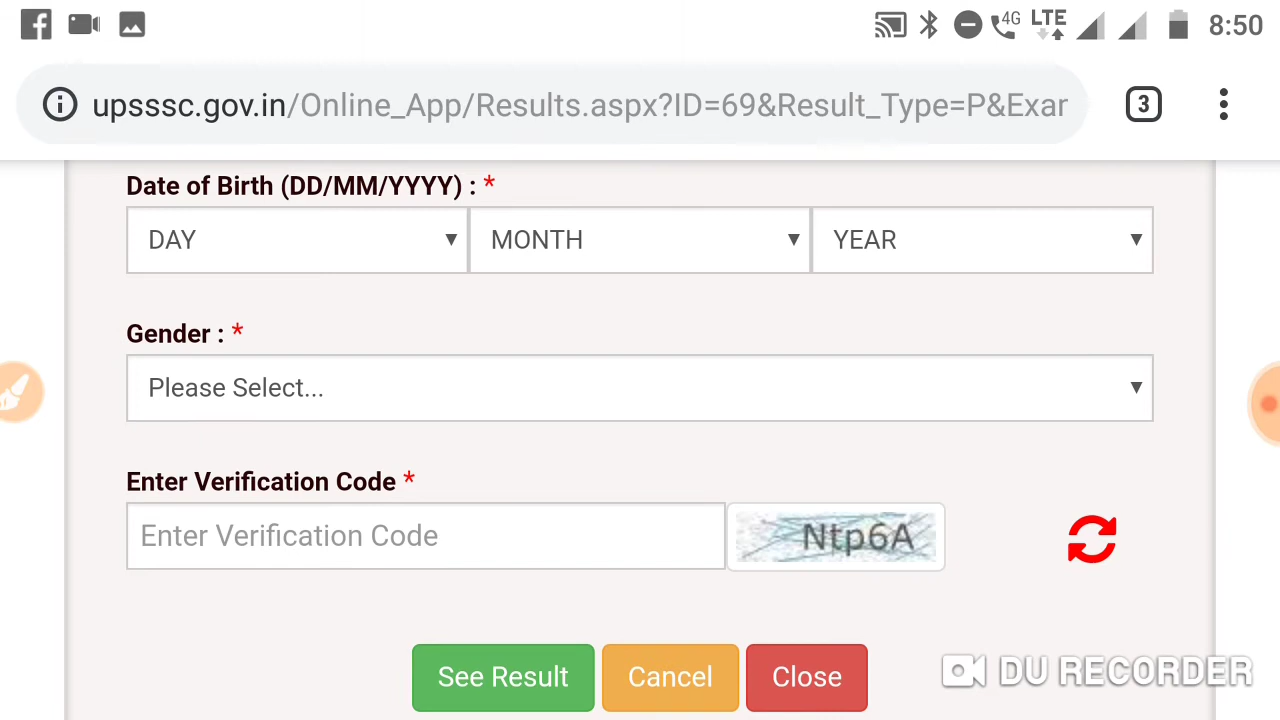 4G LTE 8:50
upsssc.gov.in/Online_App/Results.aspx?ID=69&Result_Type=P&Exar
3
Date of Birth (DD/MM/YYYY) : *
DAY MONTH YEAR
Gender : *
Please Select...
Enter Verification Code *
Enter Verification Code Ntp6A
See Result Cancel Close
DU RECORDER